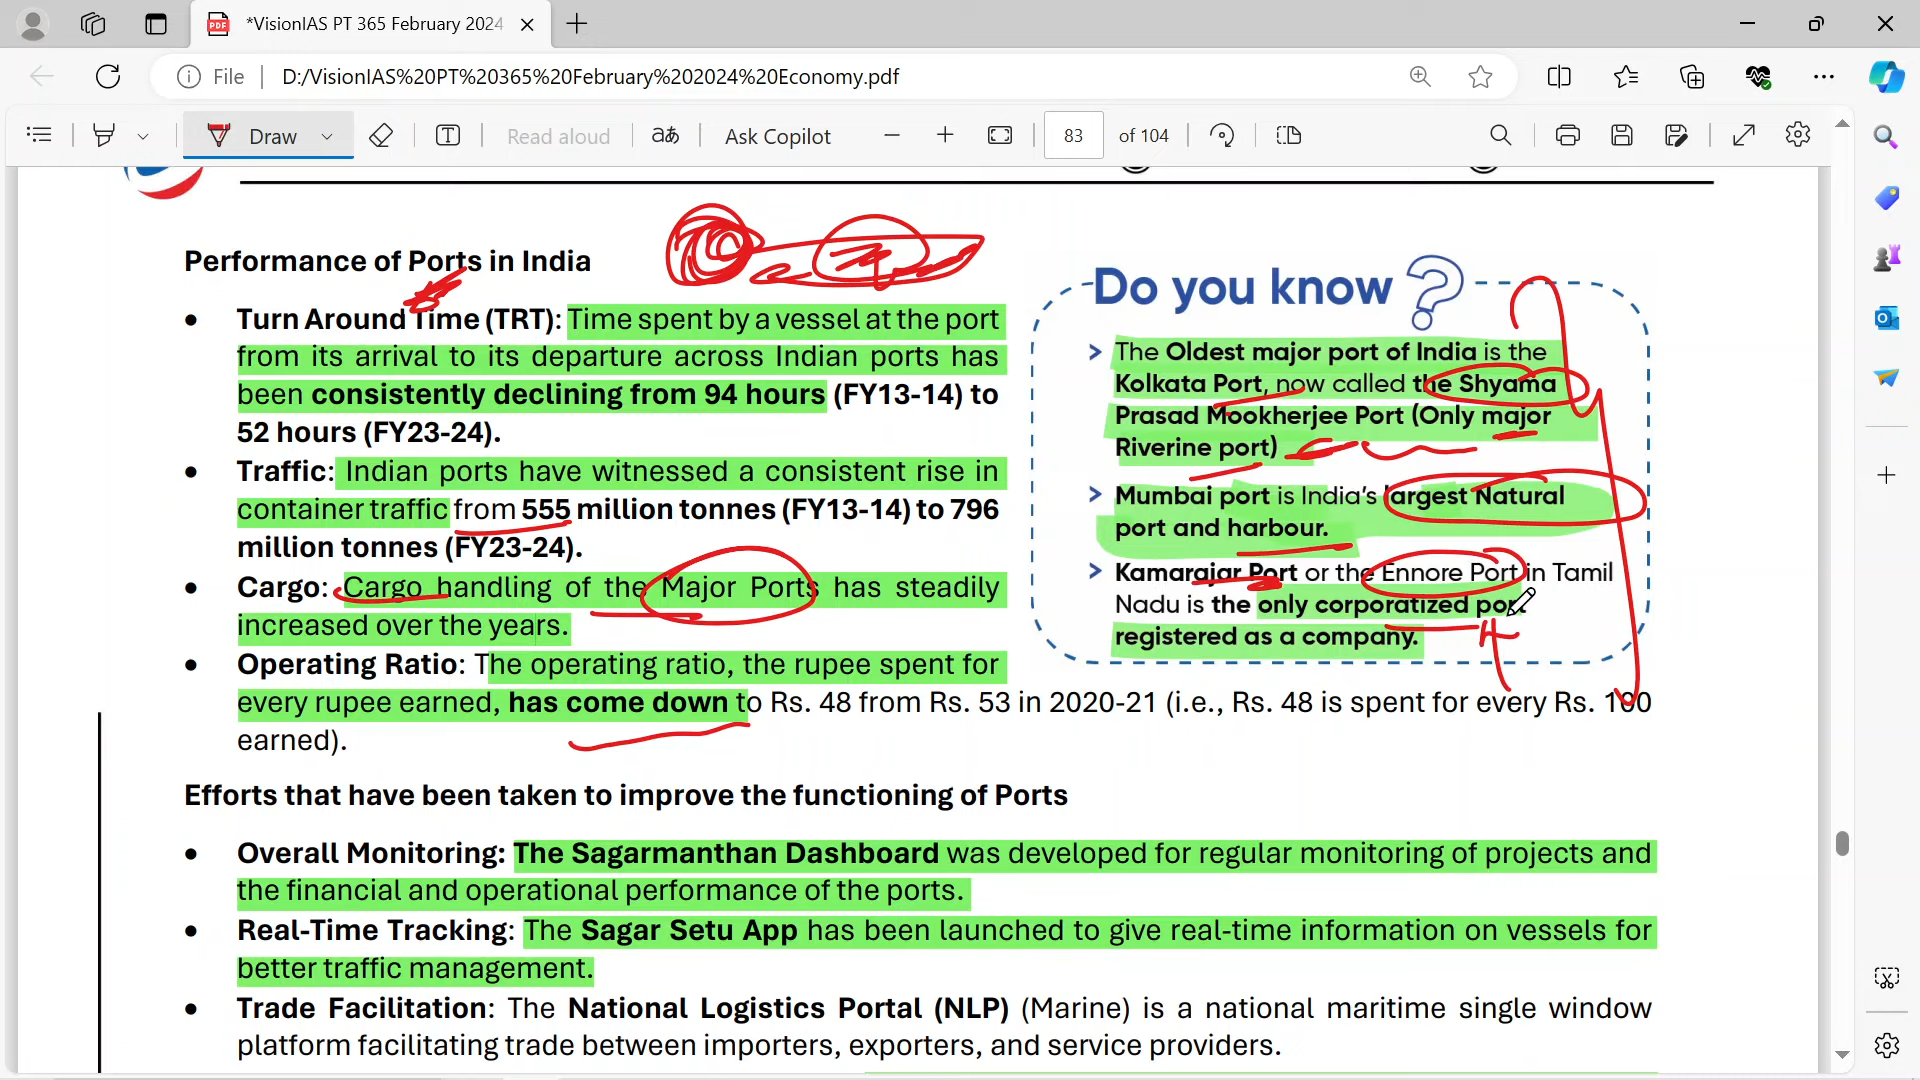 *VisionIAS PT 365 February 2024
File
D:/VisionIAS%20PT%20365%20February%202024%20Economy.pdf
Draw
Read aloud
Ask Copilot
83
of 104
Performance of Ports in India
• Turn Around Time (TRT): Time spent by a vessel at the port
from its arrival to its departure across Indian ports has
been consistently declining from 94 hours (FY13-14) to
52 hours (FY23-24).
• Traffic: Indian ports have witnessed a consistent rise in
container traffic from 555 million tonnes (FY13-14) to 796
million tonnes (FY23-24).
• Cargo: Cargo handling of the Major Ports has steadily
increased over the years.
• Operating Ratio: The operating ratio, the rupee spent for
every rupee earned, has come down to Rs. 48 from Rs. 53 in 2020-21 (i.e., Rs. 48 is spent for every Rs. 100
earned).
Do you know?
> The Oldest major port of India is the
Kolkata Port, now called the Shyama
Prasad Mookherjee Port (Only major
Riverine port)
> Mumbai port is India's largest Natural
port and harbour.
> Kamarajar Port or the Ennore Port in Tamil
Nadu is the only corporatized port
registered as a company.
Efforts that have been taken to improve the functioning of Ports
• Overall Monitoring: The Sagarmanthan Dashboard was developed for regular monitoring of projects and
the financial and operational performance of the ports.
• Real-Time Tracking: The Sagar Setu App has been launched to give real-time information on vessels for
better traffic management.
• Trade Facilitation: The National Logistics Portal (NLP) (Marine) is a national maritime single window
platform facilitating trade between importers, exporters, and service providers.